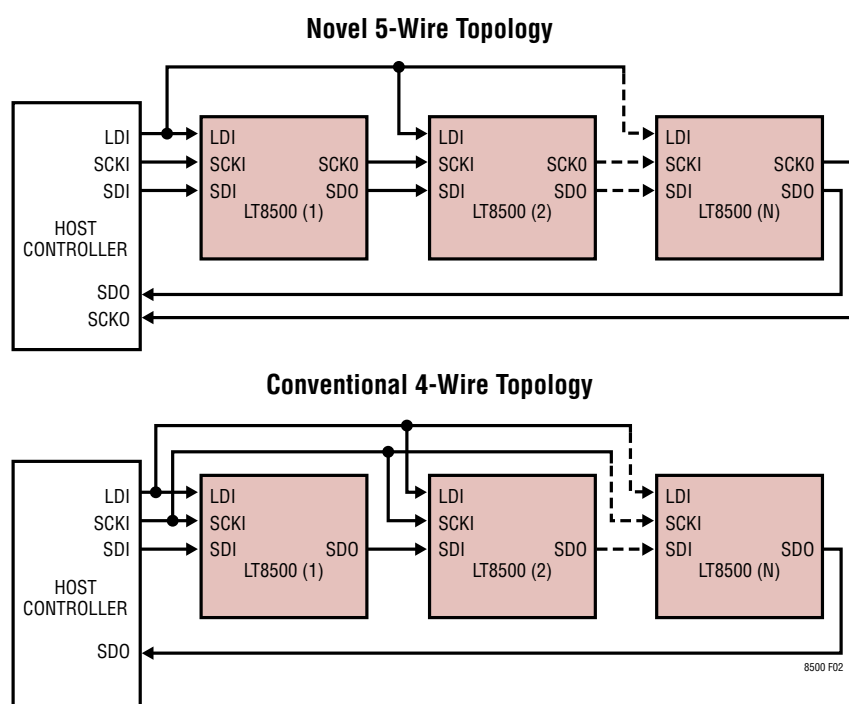 Novel 5-Wire Topology
LDI
SCKI
SDI
HOST
CONTROLLER
SDO
SCKO
LDI
SCKI
SCK0
SDI
SDO
LT8500 (1)
LDI
SCKI
SCK0
SDI
SDO
LT8500 (2)
LDI
SCKI
SCK0
SDI
SDO
LT8500 (N)
Conventional 4-Wire Topology
LDI
SCKI
SDI
HOST
CONTROLLER
SDO
LDI
SCKI
SDI
SDO
LT8500 (1)
LDI
SCKI
SDI
SDO
LT8500 (2)
LDI
SCKI
SDI
SDO
LT8500 (N)
8500 F02